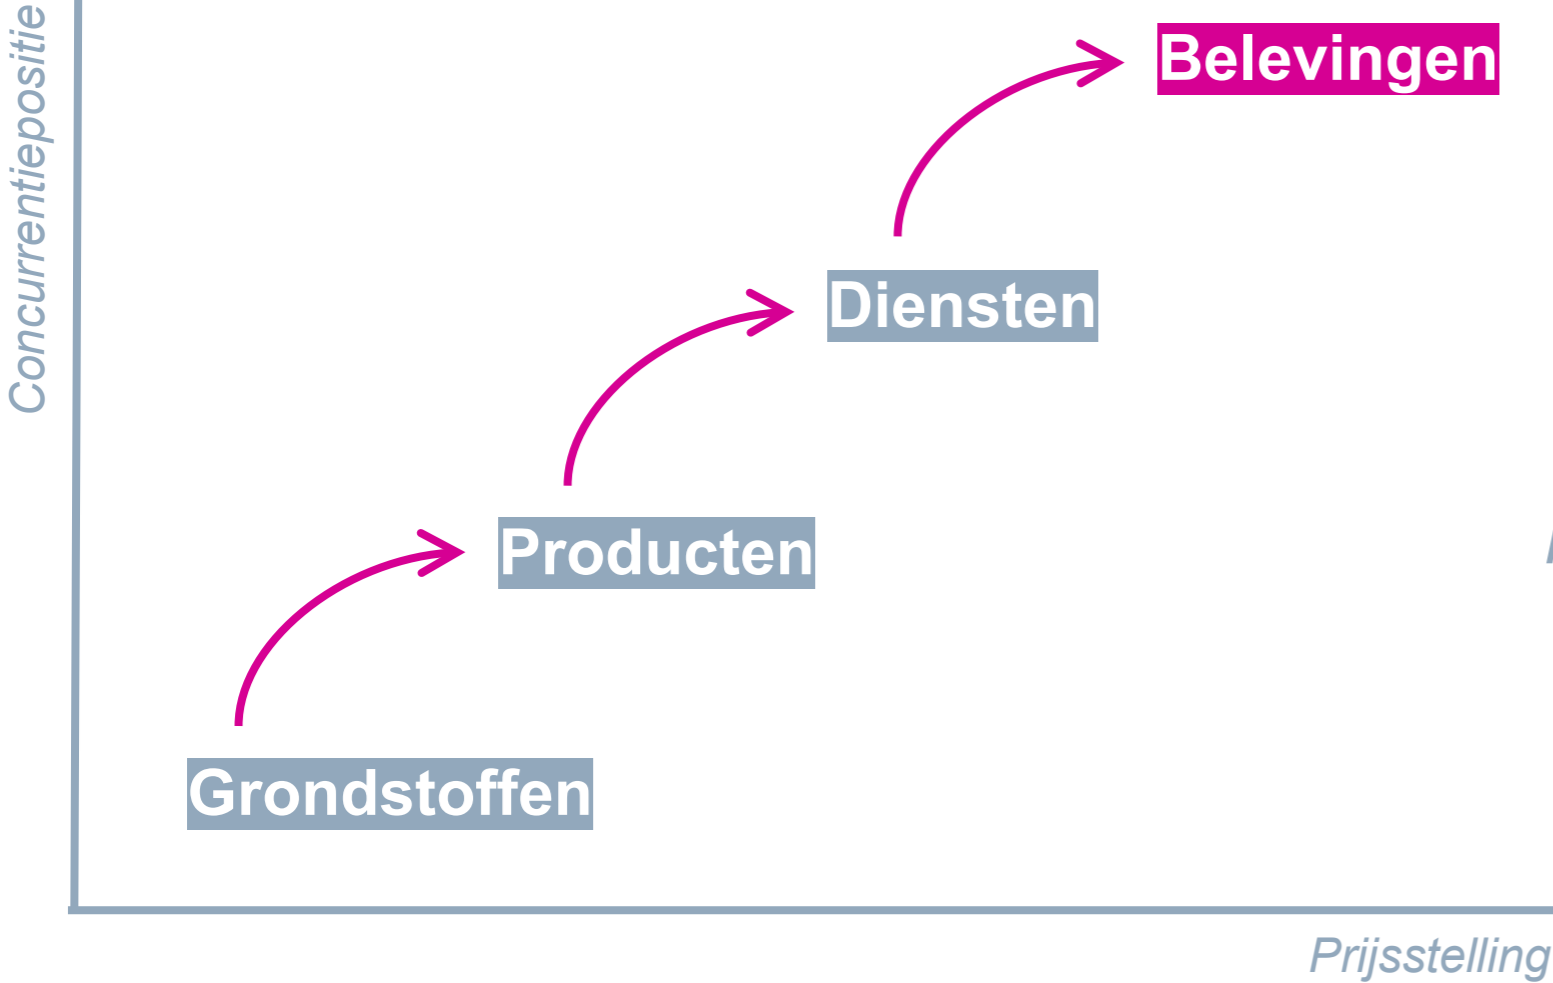 Concurrentiepositie
Belevingen
Diensten
Producten
Grondstoffen
Prijsstelling